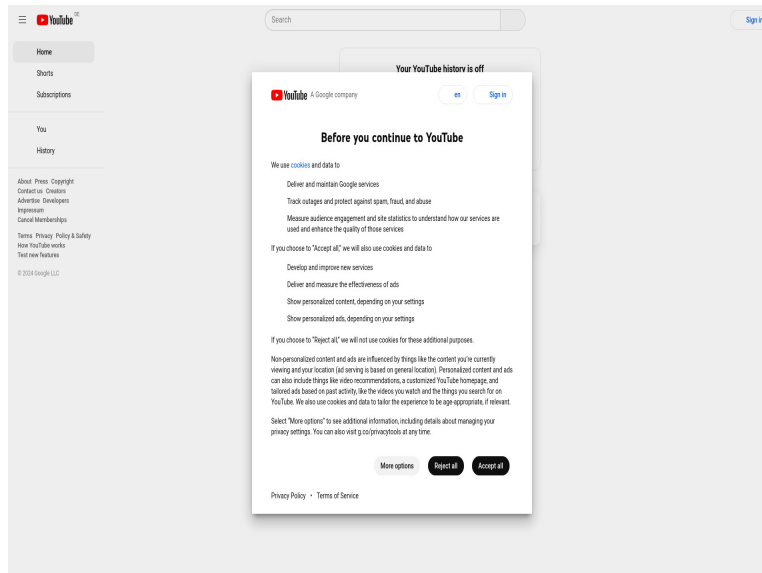 YouTube DE
Search
Sign in
Home
Shorts
Subscriptions
You
History
About Press Copyright
Contact us Creators
Advertise Developers
Impressum
Cancel Memberships
Terms Privacy Policy & Safety
How YouTube works
Test new features
© 2024 Google LLC
Your YouTube history is off
YouTube A Google company
en
Sign in
Before you continue to YouTube
We use cookies and data to
Deliver and maintain Google services
Track outages and protect against spam, fraud, and abuse
Measure audience engagement and site statistics to understand how our services are
used and enhance the quality of those services
If you choose to "Accept all," we will also use cookies and data to
Develop and improve new services
Deliver and measure the effectiveness of ads
Show personalized content, depending on your settings
Show personalized ads, depending on your settings
If you choose to "Reject all," we will not use cookies for these additional purposes.
Non-personalized content and ads are influenced by things like the content you're currently
viewing and your location (ad serving is based on general location). Personalized content and ads
can also include things like video recommendations, a customized YouTube homepage, and
tailored ads based on past activity, like the videos you watch and the things you search for on
YouTube. We also use cookies and data to tailor the experience to be age-appropriate, if relevant.
Select "More options" to see additional information, including details about managing your
privacy settings. You can also visit g.co/privacytools at any time.
More options
Reject all
Accept all
Privacy Policy • Terms of Service